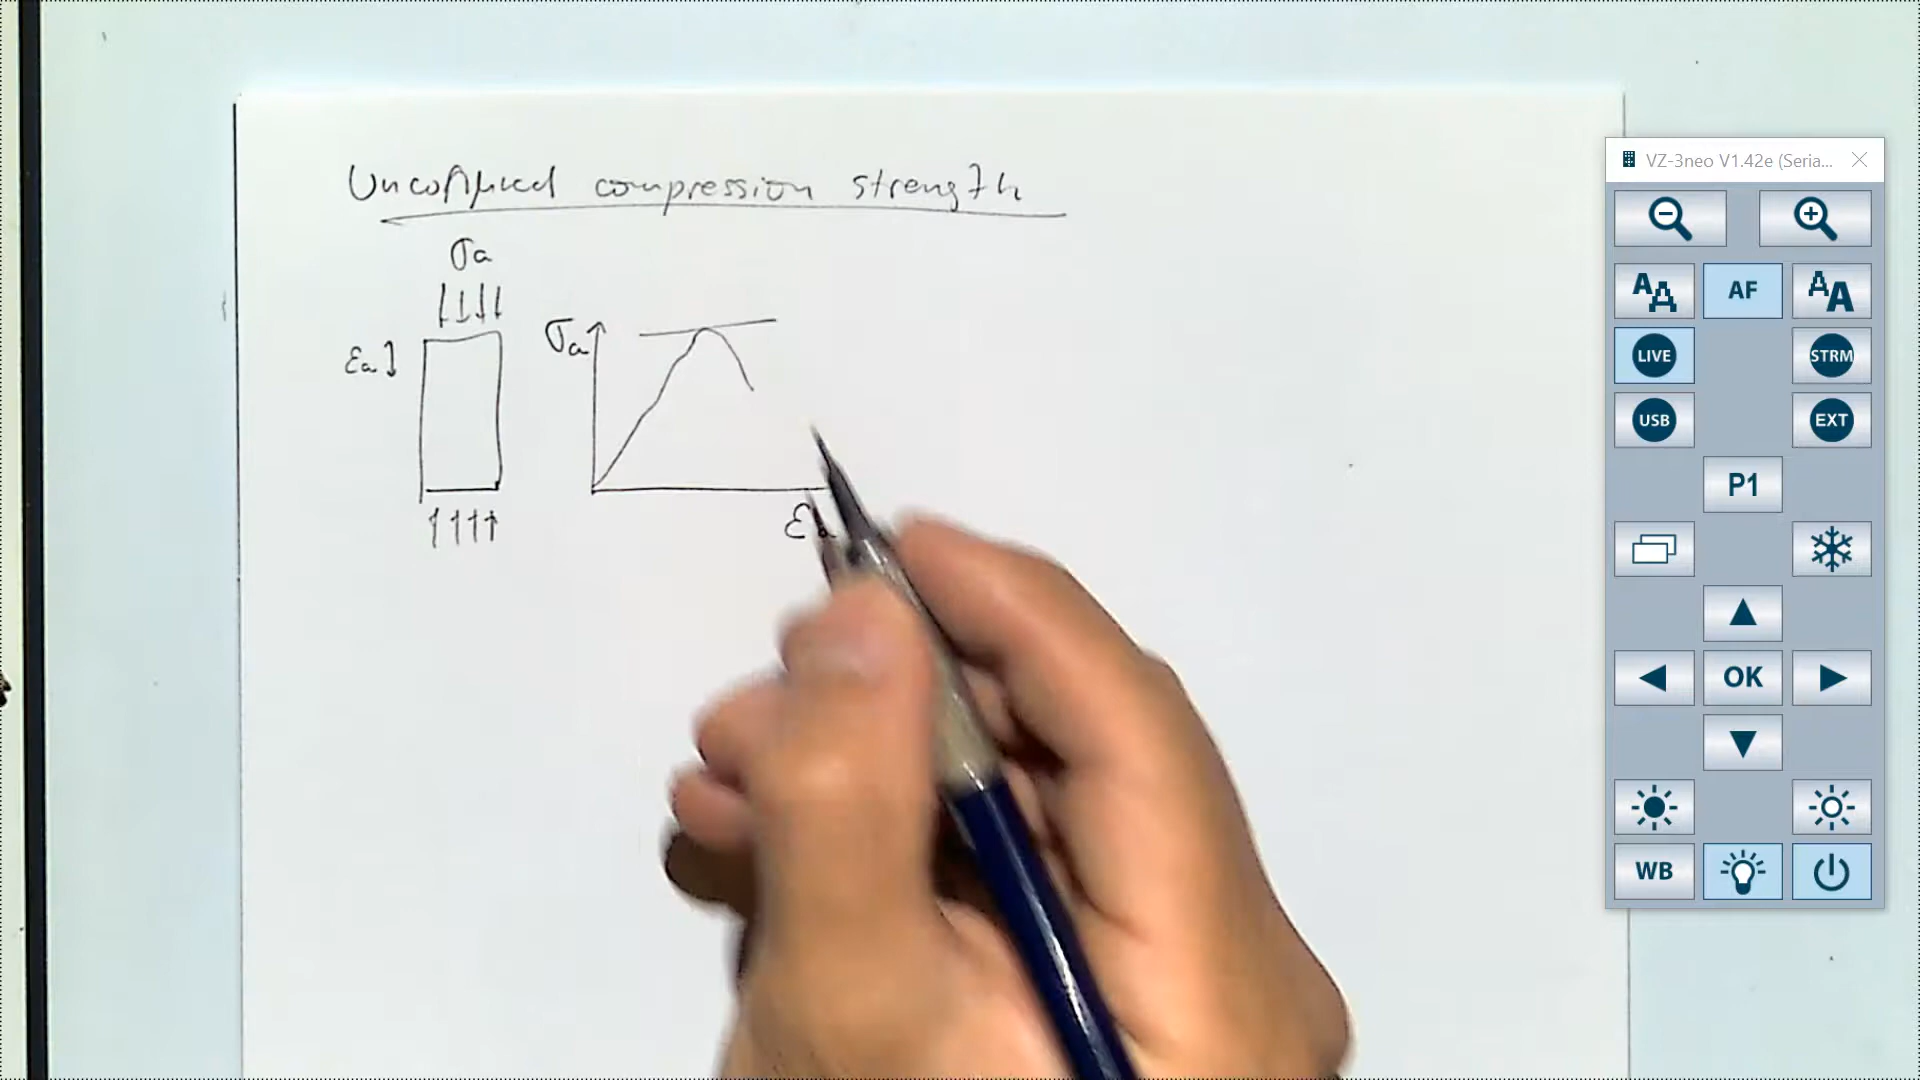 Unconfined compression strength
σa
εa
σa
εa
VZ-3neo V1.42e (Seria...
A A
AF
A A
LIVE
STRM
USB
EXT
P1
OK
WB